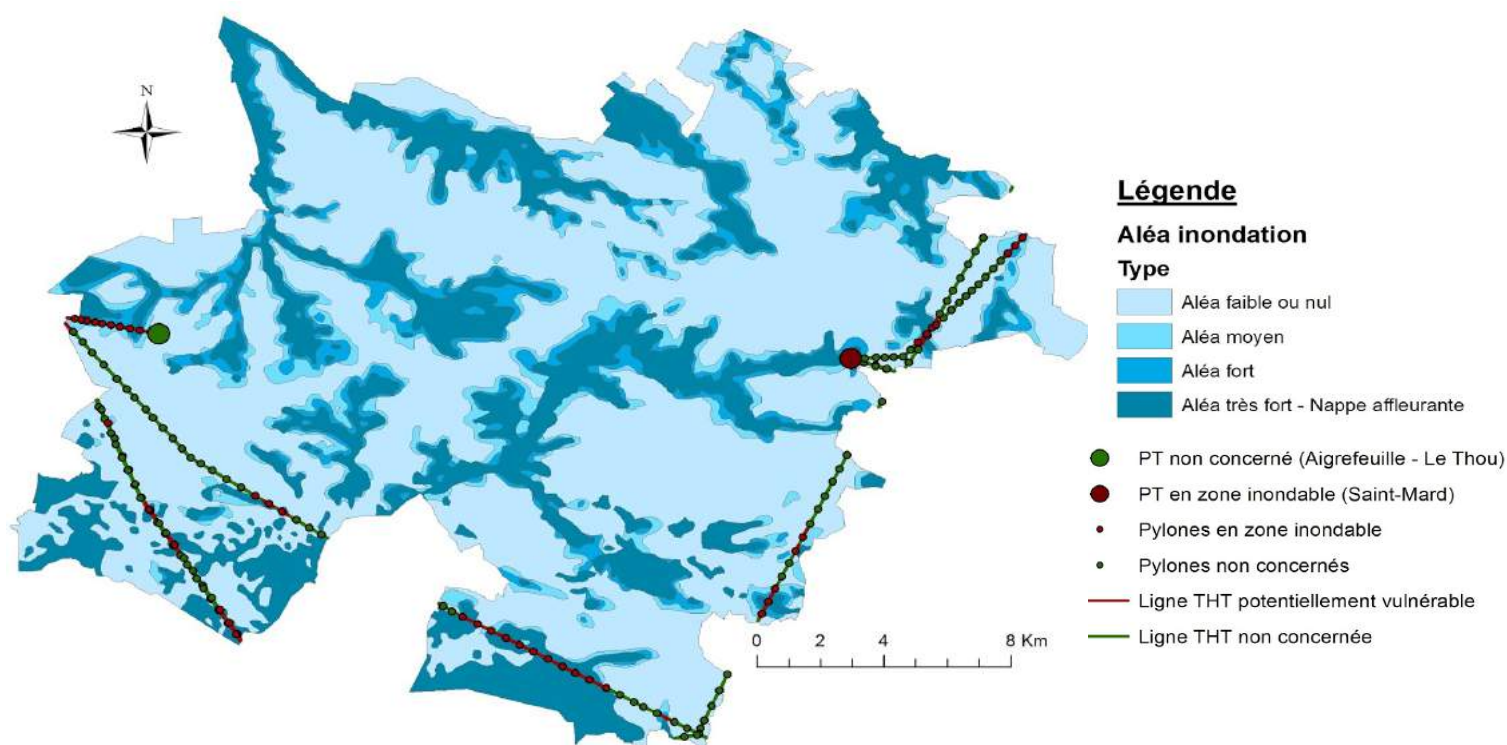 N
Légende
Aléa inondation
Type
Aléa faible ou nul
Aléa moyen
Aléa fort
Aléa très fort - Nappe affleurante
PT non concerné (Aigrefeuille - Le Thou)
PT en zone inondable (Saint-Mard)
Pylones en zone inondable
Pylones non concernés
Ligne THT potentiellement vulnérable
Ligne THT non concernée
0 2 4 8 Km